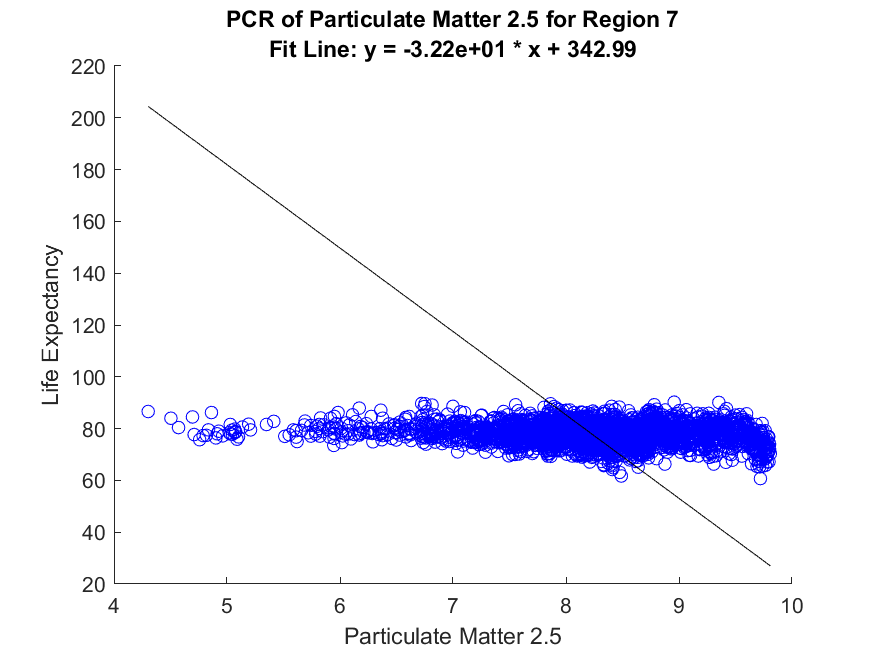 PCR of Particulate Matter 2.5 for Region 7
Fit Line: y = -3.22e+01 * x + 342.99
220
200
180
160
140
120
100
80
60
40
20
Life Expectancy
4 5 6 7 8 9 10
Particulate Matter 2.5